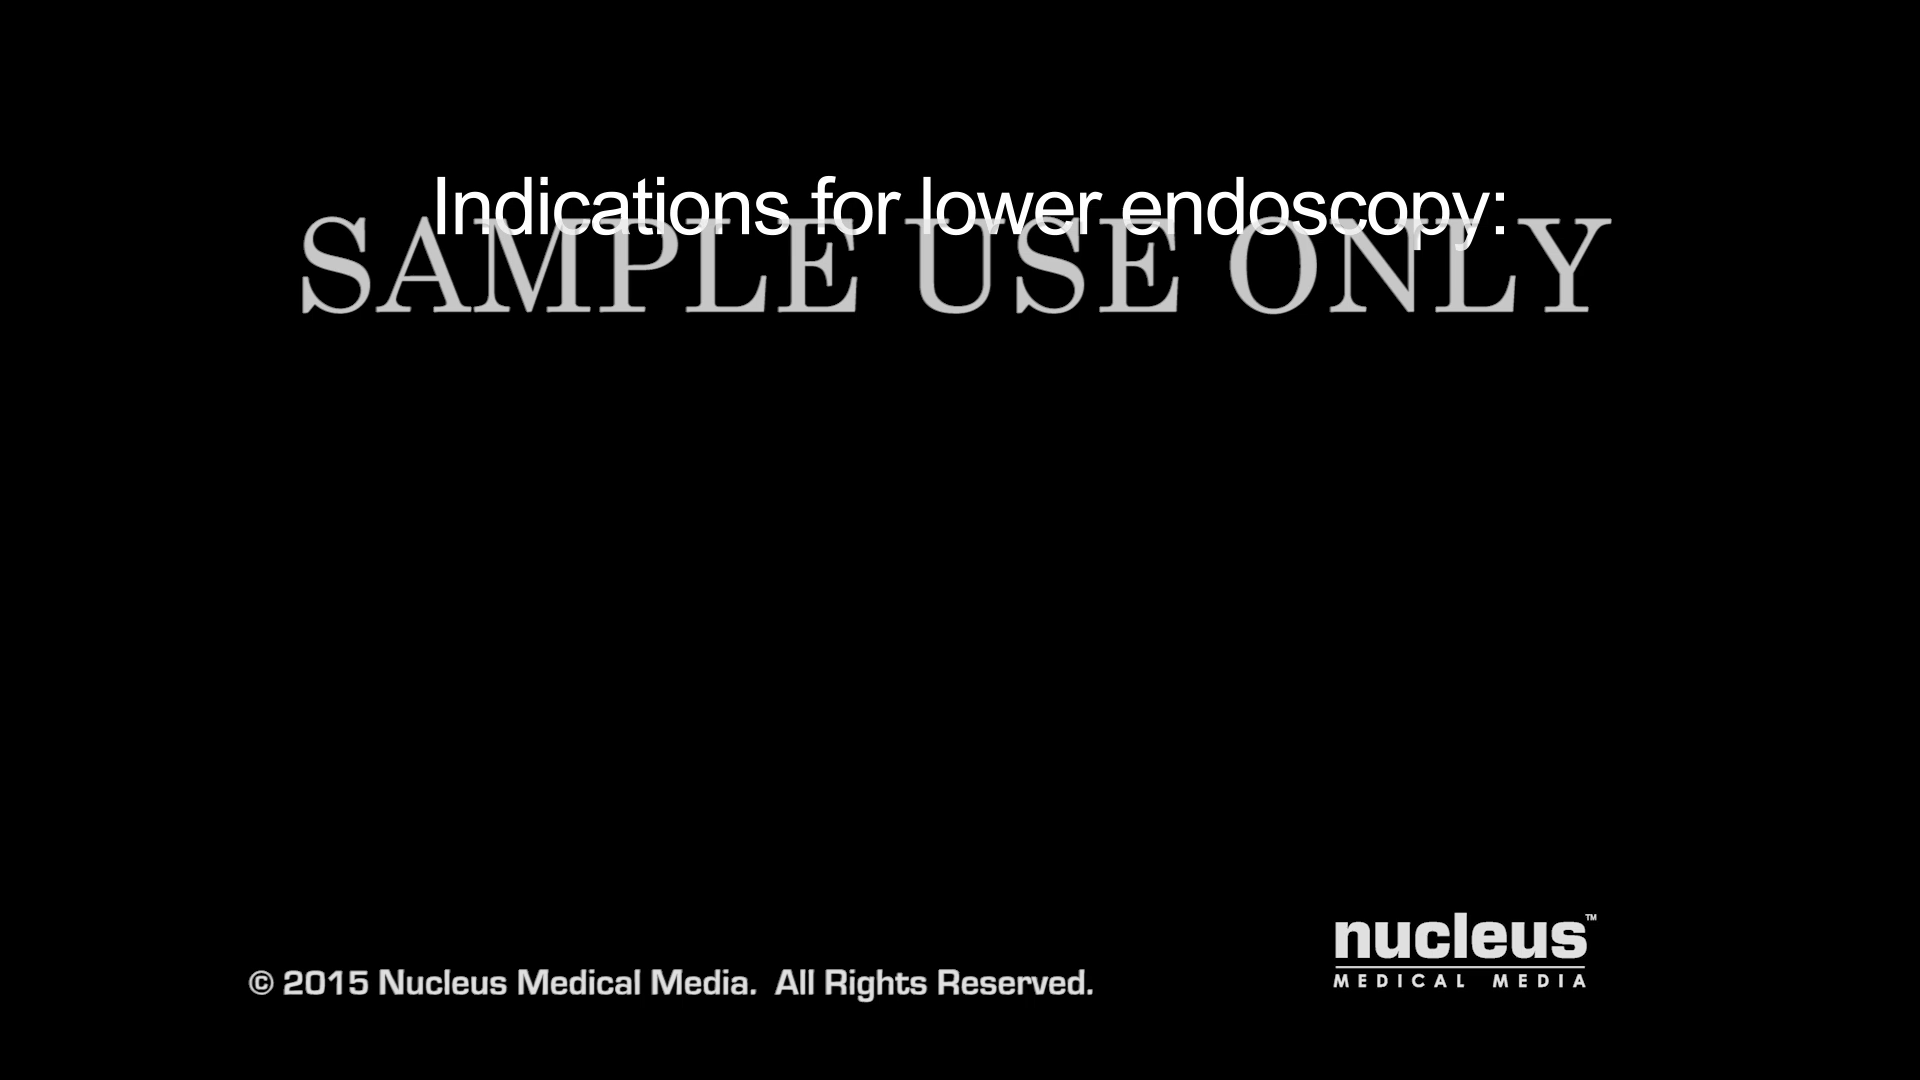 Indications for lower endoscopy:
SAMPLE USE ONLY
nucleus™
MEDICAL MEDIA
© 2015 Nucleus Medical Media. All Rights Reserved.